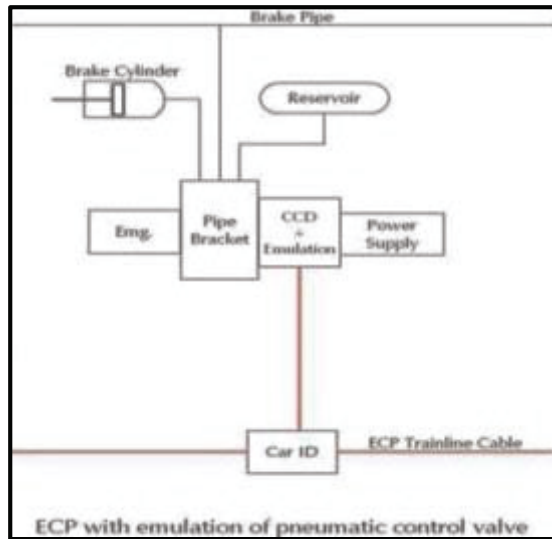 Brake Pipe
Brake Cylinder
Reservoir
Emg.
Pipe
Bracket
CCD
+
Emulation
Power
Supply
Car ID
ECP Trainline Cable
ECP with emulation of pneumatic control valve